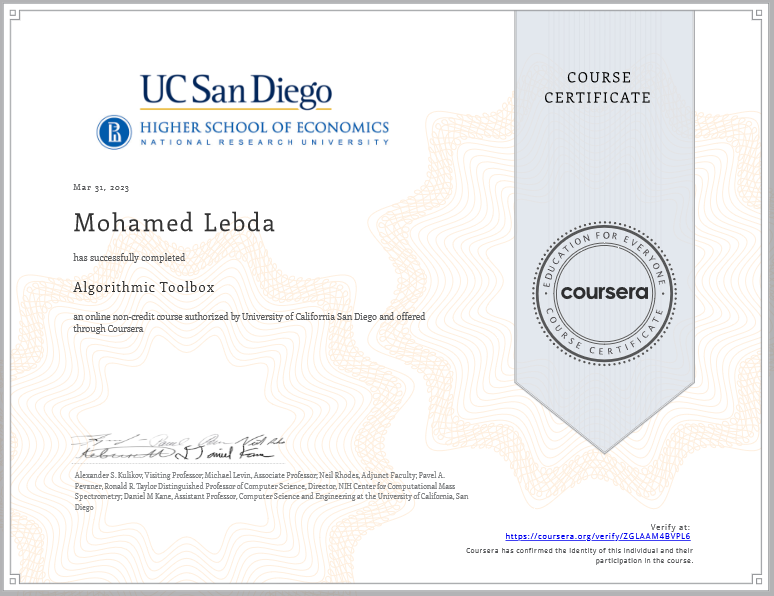 UC San Diego
HIGHER SCHOOL OF ECONOMICS
NATIONAL RESEARCH UNIVERSITY
COURSE
CERTIFICATE
Mar 31, 2023
Mohamed Lebda
has successfully completed
Algorithmic Toolbox
an online non-credit course authorized by University of California San Diego and offered
through Coursera
EDUCATION FOR EVERYONE
coursera
COURSE CERTIFICATE
Alexander S. Kulikov, Visiting Professor; Michael Levin, Associate Professor; Neil Rhodes, Adjunct Faculty; Pavel A.
Pevzner, Ronald R. Taylor Distinguished Professor of Computer Science, Director, NIH Center for Computational Mass
Spectrometry; Daniel M Kane, Assistant Professor, Computer Science and Engineering at the University of California, San
Diego
Verify at:
https://coursera.org/verify/ZGLAAM4BVPL6
Coursera has confirmed the identity of this individual and their
participation in the course.